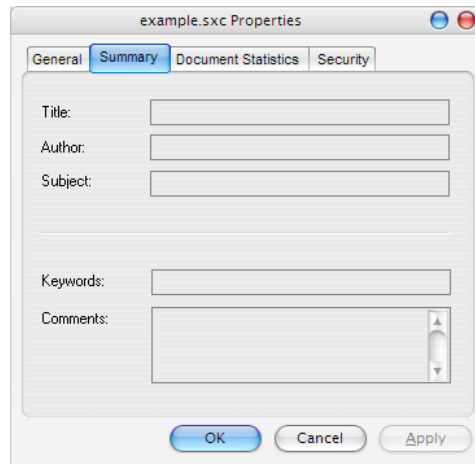 example.sxc Properties
General Summary Document Statistics Security
Title:
Author:
Subject:
Keywords:
Comments:
OK Cancel Apply